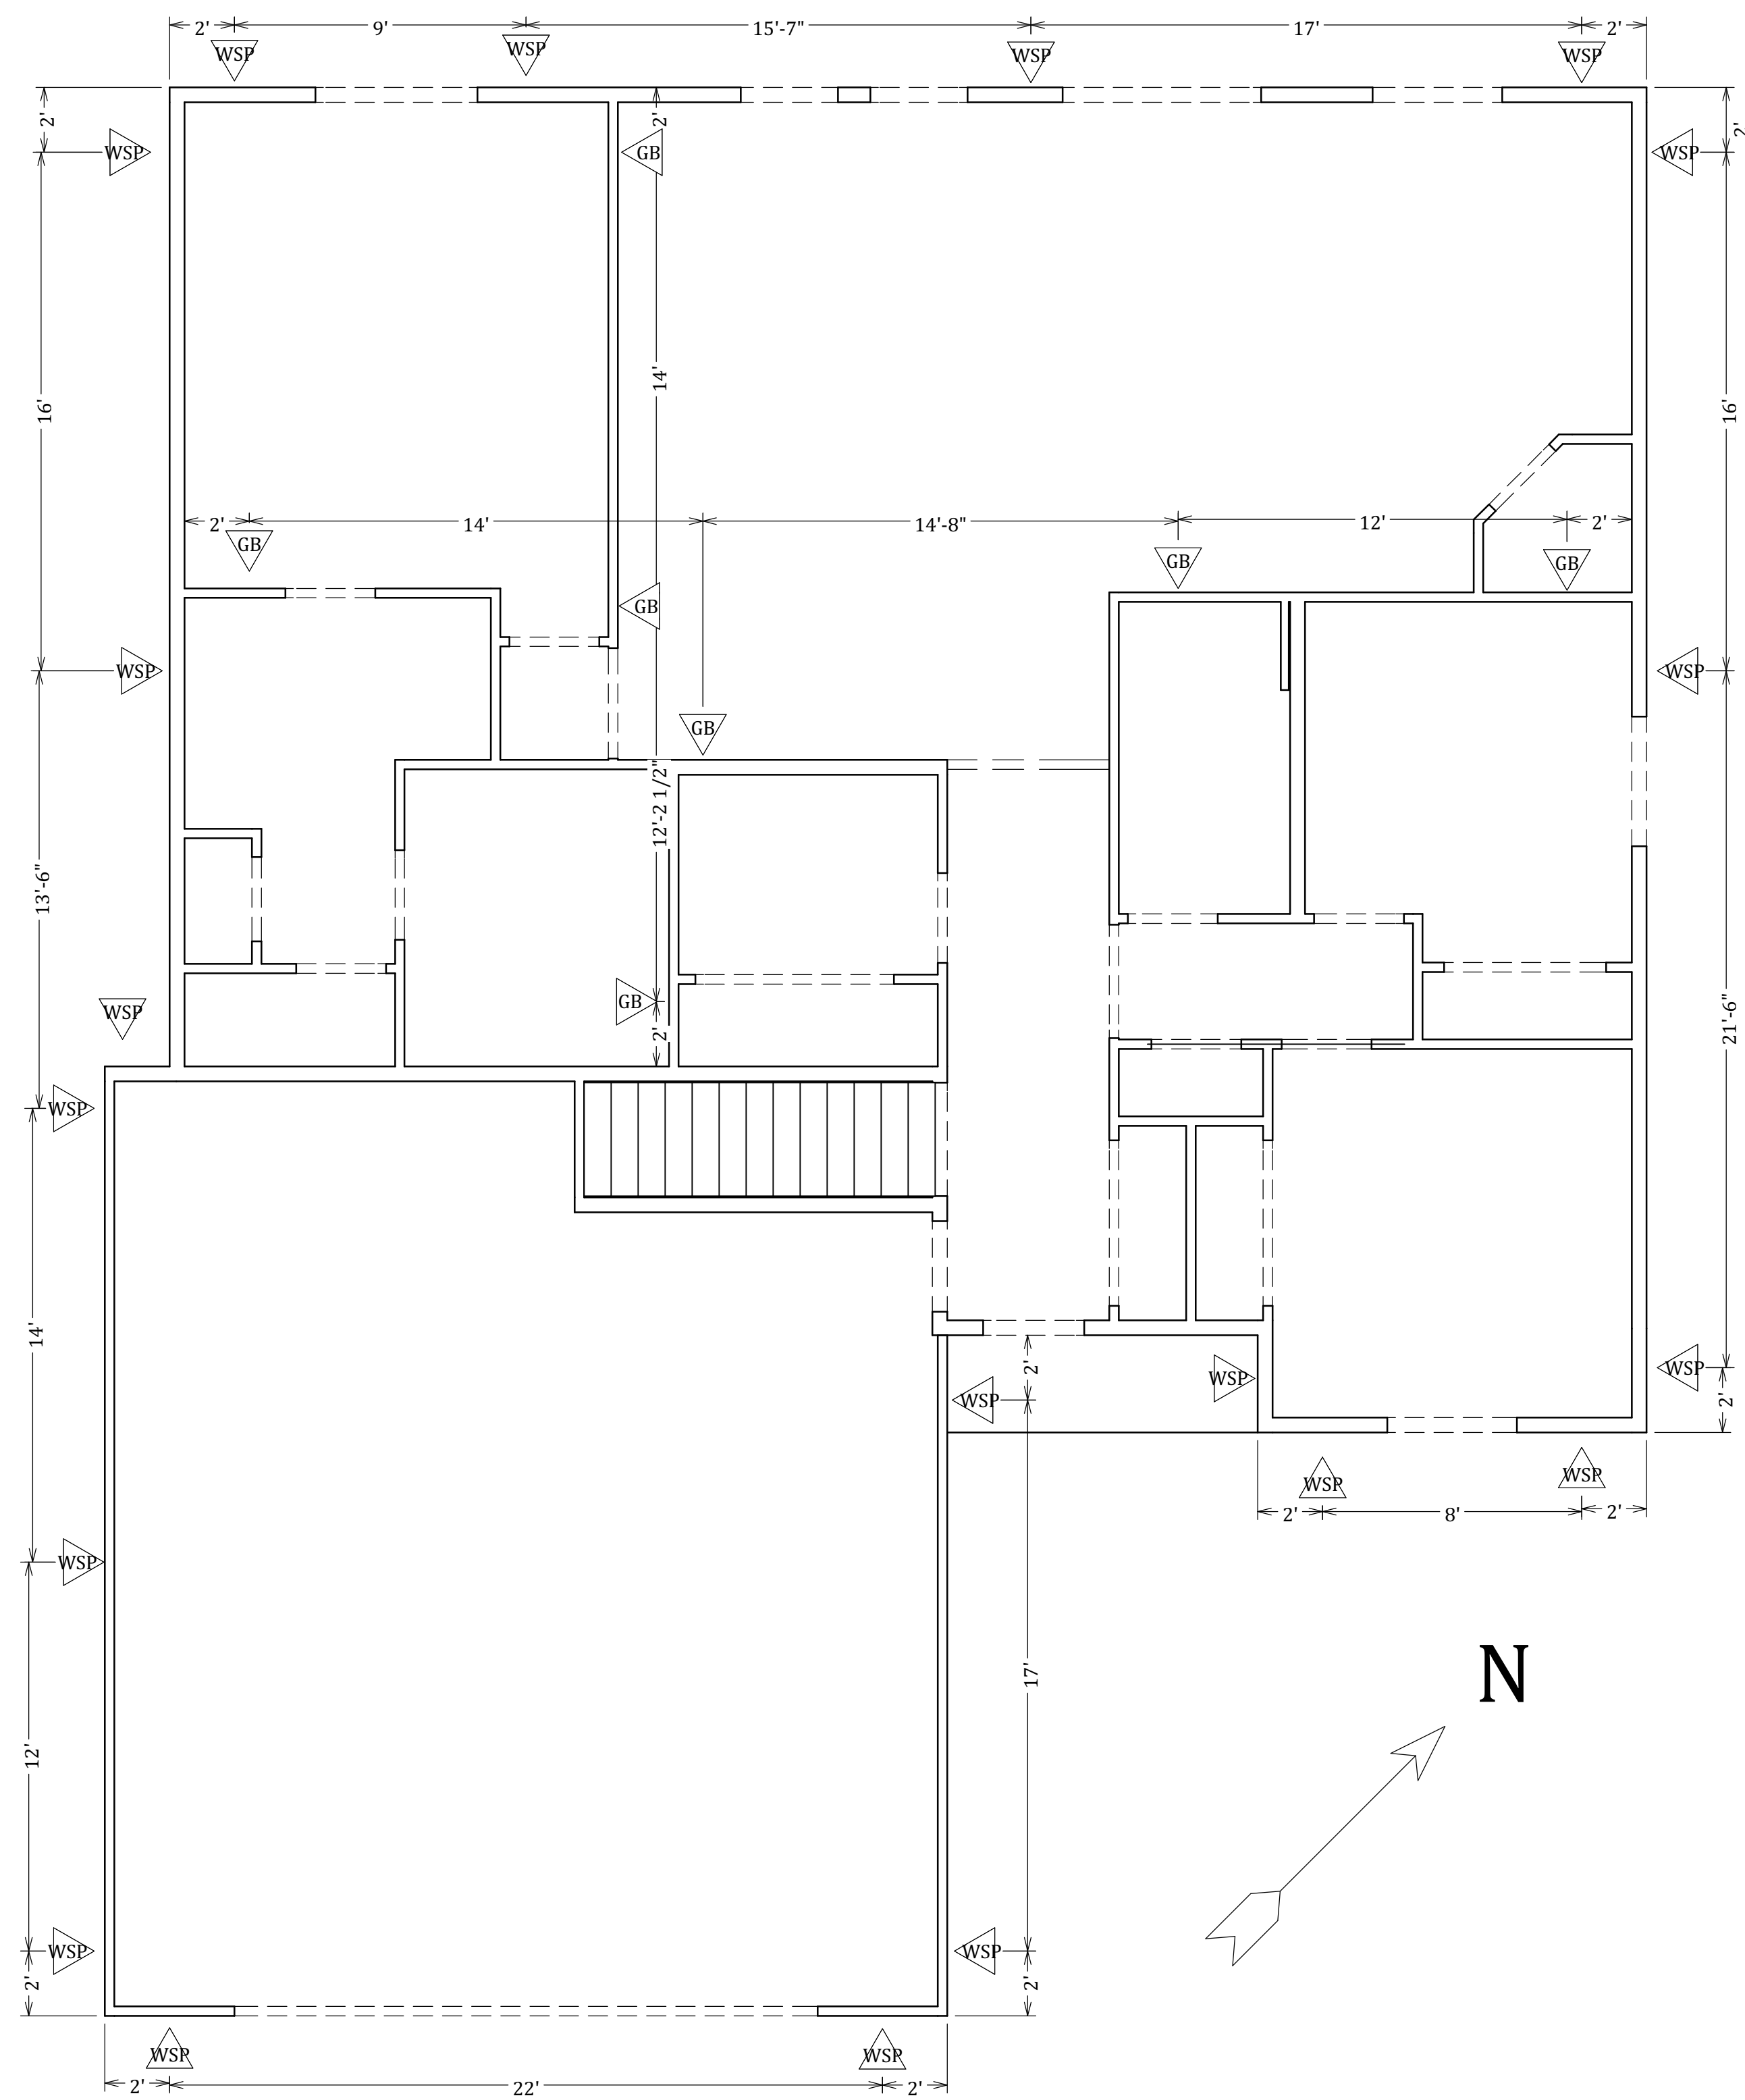 2' 9' 15'-7" 17' 2'
WSP WSP WSP WSP
2' 2' 2'
WSP GB WSP
14'
16' 16'
2' 14' 14'-8" 12' 2'
GB GB GB
GB
WSP WSP
GB
12'-2 1/2"
13'-6"
GB
WSP 21'-6"
2'
WSP
14' 2'
WSP WSP WSP
2'
WSP WSP
2' 8' 2'
WSP
17'
N
12'
WSP WSP
2' 2'
WSP WSP
2' 22' 2'